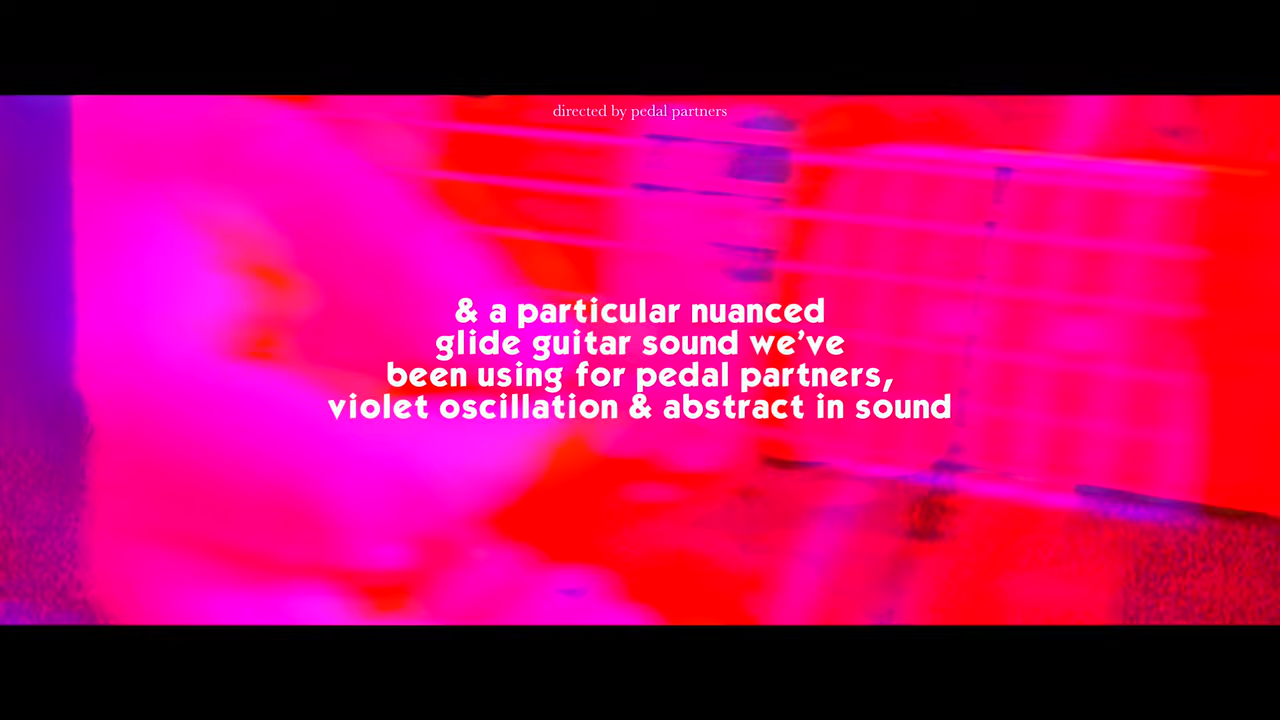 directed by pedal partners
& a particular nuanced
glide guitar sound we've
been using for pedal partners,
violet oscillation & abstract in sound